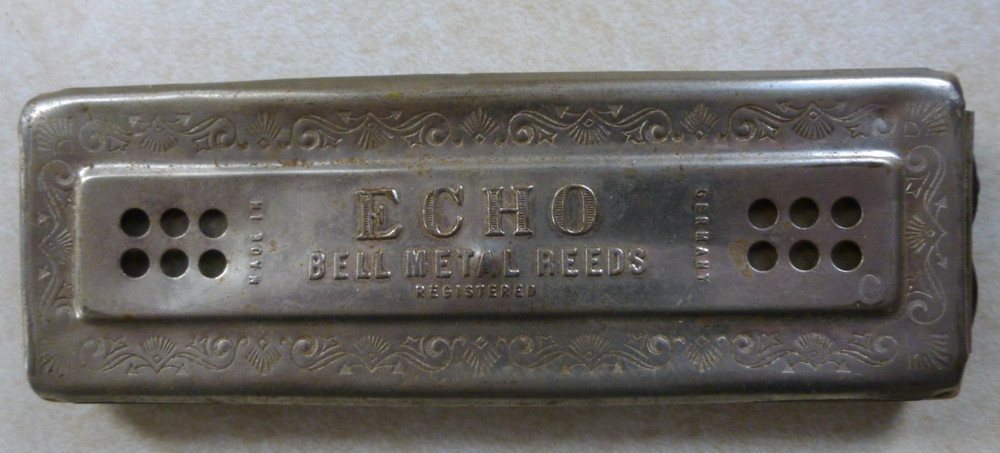 ECHO
BELL METAL REEDS
REGISTERED
MADE IN
GERMANY
C